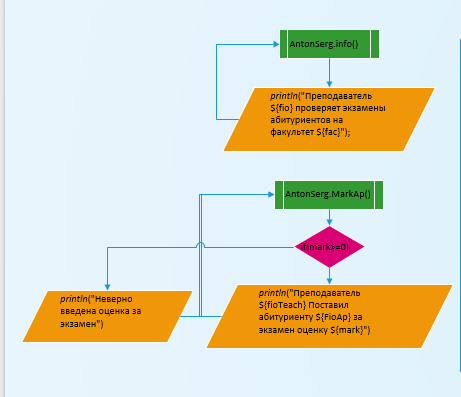 AntonSerg.info()
println("Преподаватель
${fio} проверяет экзамены
абитуриентов на
факультет ${fac}");
AntonSerg.MarkAp()
if(mark>=0)
println("Неверно
введена оценка за
экзамен")
println("Преподаватель
${fioTeach} Поставил
абитуриенту ${FioAp} за
экзамен оценку ${mark}")